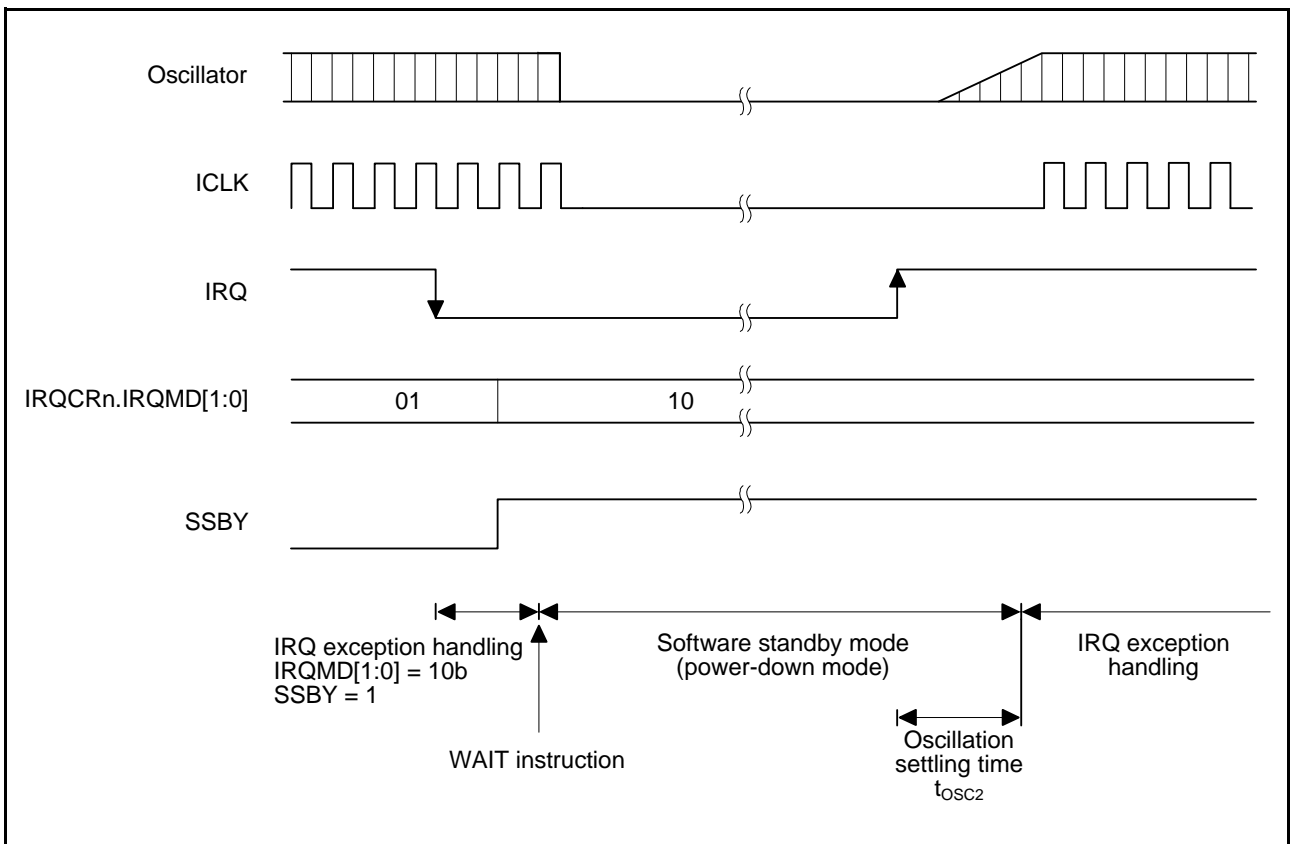 Oscillator
ICLK
IRQ
IRQCRn.IRQMD[1:0]
01
10
SSBY
IRQ exception handling
IRQMD[1:0] = 10b
SSBY = 1
Software standby mode
(power-down mode)
IRQ exception
handling
WAIT instruction
Oscillation
settling time
tOSC2